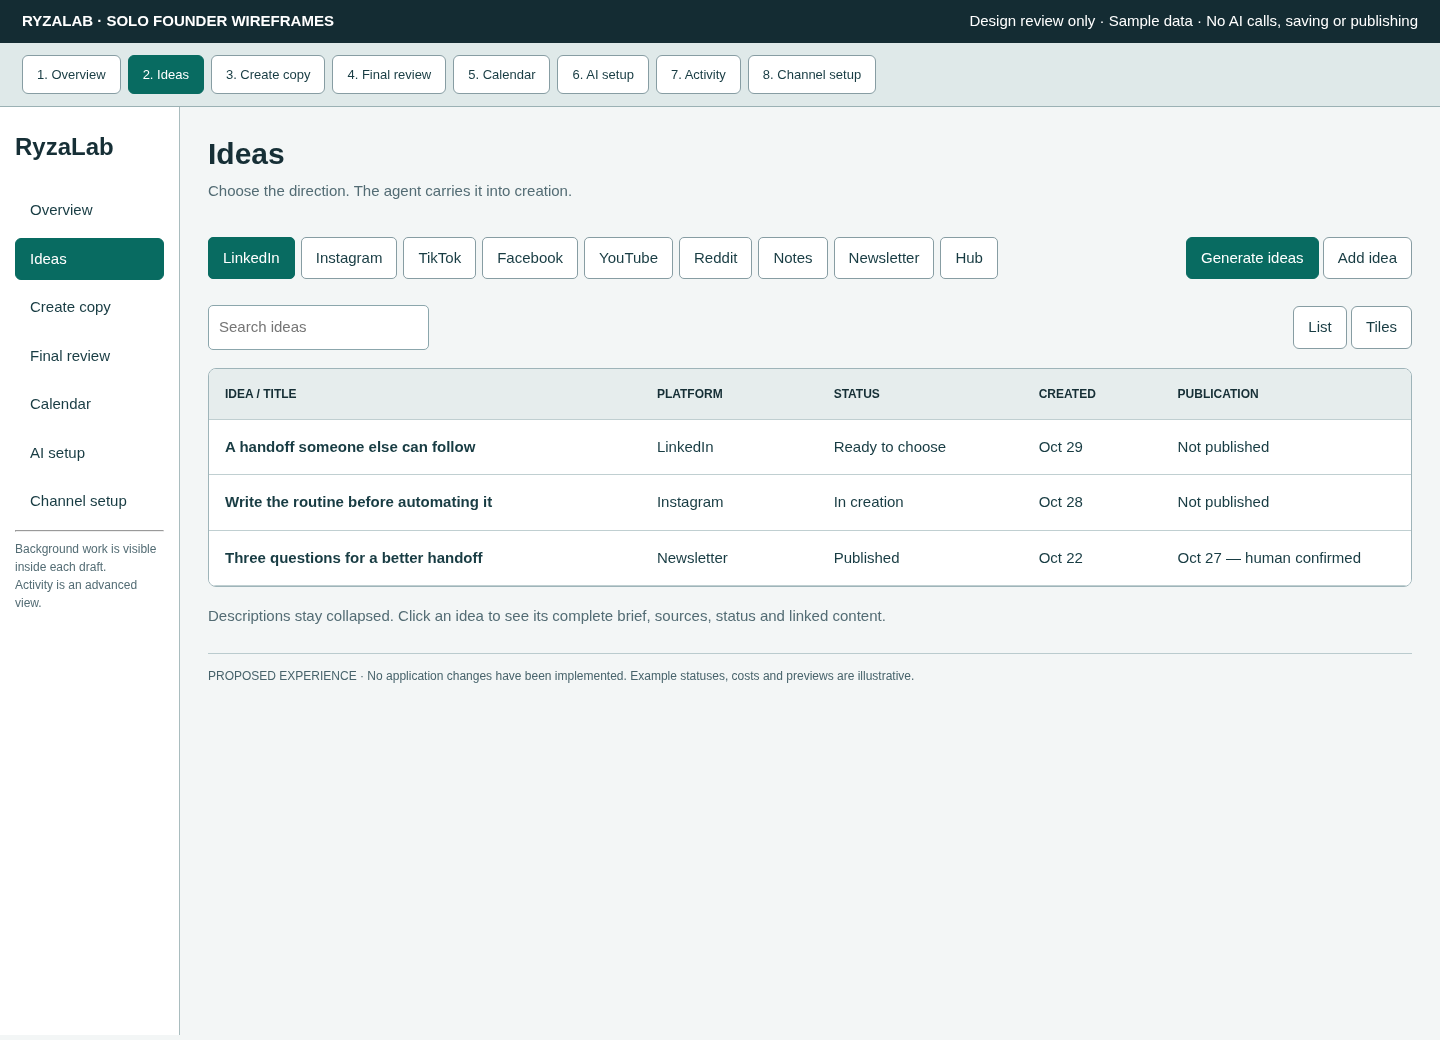 RYZALAB · SOLO FOUNDER WIREFRAMES
Design review only · Sample data · No AI calls, saving or publishing
1. Overview
2. Ideas
3. Create copy
4. Final review
5. Calendar
6. AI setup
7. Activity
8. Channel setup
RyzaLab
Overview
Ideas
Create copy
Final review
Calendar
AI setup
Channel setup
Background work is visible
inside each draft.
Activity is an advanced
view.
Ideas
Choose the direction. The agent carries it into creation.
LinkedIn
Instagram
TikTok
Facebook
YouTube
Reddit
Notes
Newsletter
Hub
Generate ideas
Add idea
Search ideas
List
Tiles
IDEA / TITLE PLATFORM STATUS CREATED PUBLICATION
A handoff someone else can follow LinkedIn Ready to choose Oct 29 Not published
Write the routine before automating it Instagram In creation Oct 28 Not published
Three questions for a better handoff Newsletter Published Oct 22 Oct 27 — human confirmed
Descriptions stay collapsed. Click an idea to see its complete brief, sources, status and linked content.
PROPOSED EXPERIENCE · No application changes have been implemented. Example statuses, costs and previews are illustrative.